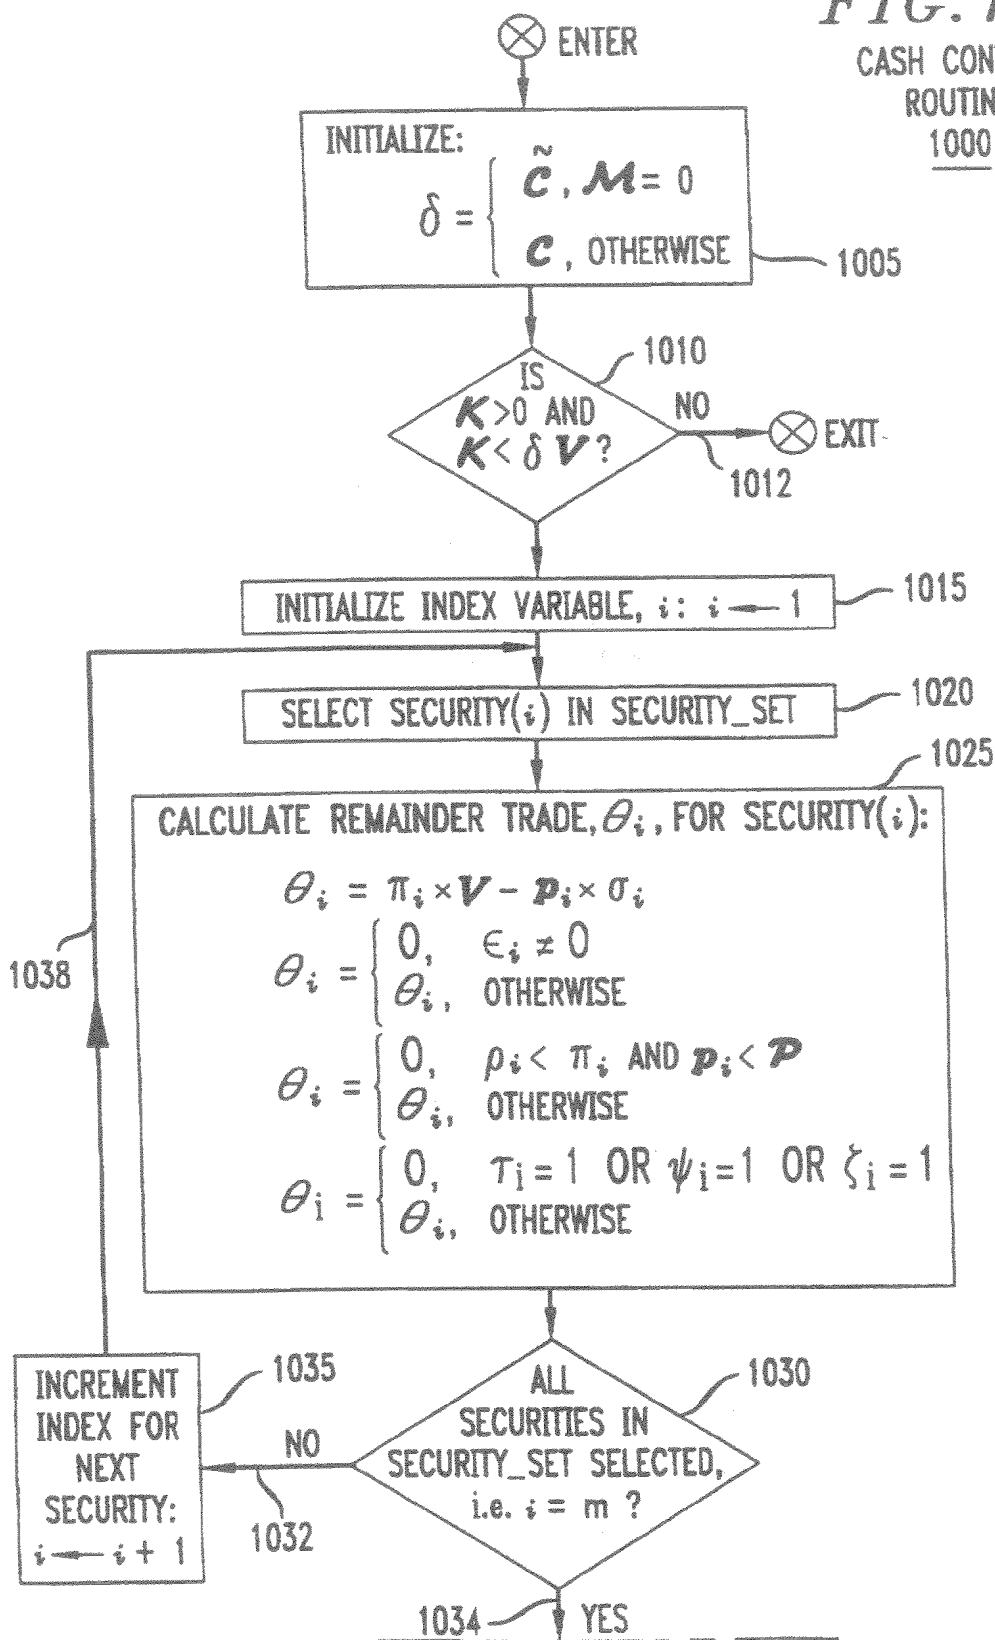 FIG.
ENTER
CASH
1000
INITIALIZE:
δ = { C̃, M = 0
C, OTHERWISE
1005
IS
K>0 AND
K< δ V?
1010
NO
EXIT
1012
INITIALIZE INDEX VARIABLE, i: i ← 1
1015
SELECT SECURITY(i) IN SECURITY_SET
1020
1025
CALCULATE REMAINDER TRADE, θi, FOR SECURITY(i):
θi = πi × V − pi × σi
θi = { 0, ϵi ≠ 0
θi, OTHERWISE
θi = { 0, ρi < πi AND pi < P
θi, OTHERWISE
θi = { 0, τi = 1 OR ψi = 1 OR ζi = 1
θi, OTHERWISE
1038
ALL
SECURITIES IN
SECURITY_SET SELECTED,
i.e. i = m ?
1030
NO
1032
INCREMENT
INDEX FOR
NEXT
SECURITY:
i ← i + 1
1035
1034
YES